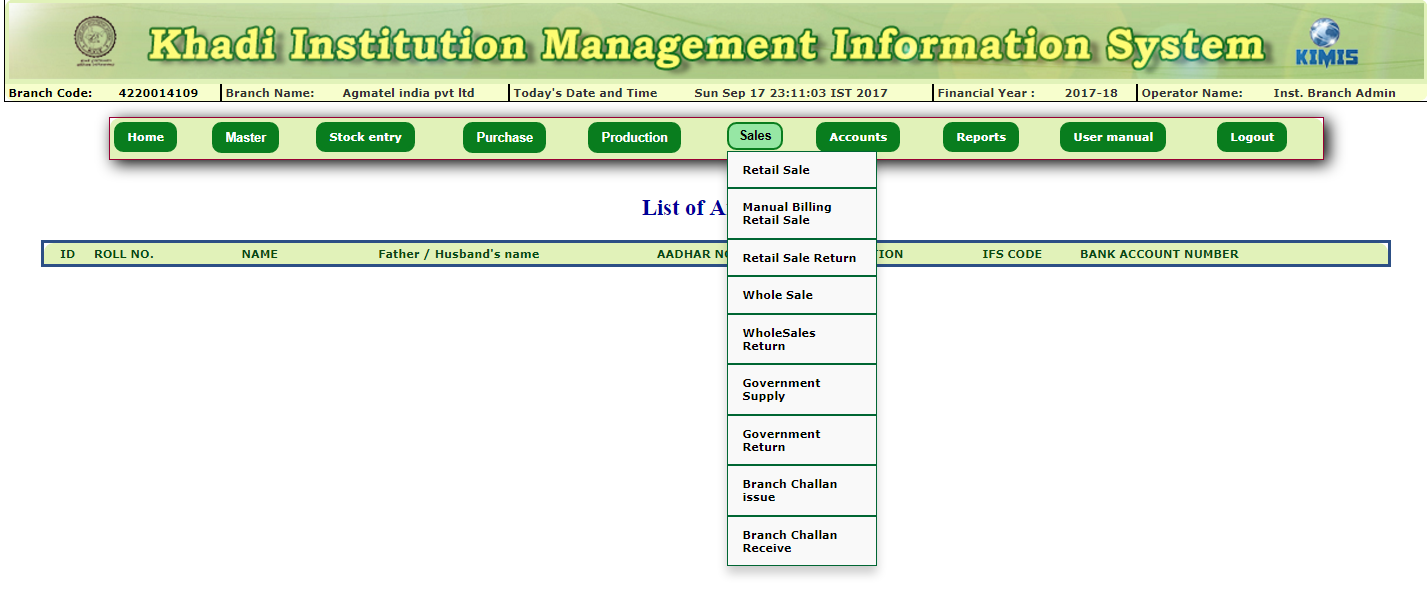 Khadi Institution Management Information System
KIMIS
Branch Code: 4220014109 Branch Name: Agmatel india pvt ltd Today's Date and Time Sun Sep 17 23:11:03 IST 2017 Financial Year : 2017-18 Operator Name: Inst. Branch Admin
Home Master Stock entry Purchase Production Sales Accounts Reports User manual Logout
Retail Sale
Manual Billing
Retail Sale
Retail Sale Return
Whole Sale
WholeSales
Return
Government
Supply
Government
Return
Branch Challan
issue
Branch Challan
Receive
List of
ID ROLL NO. NAME Father / Husband's name AADHAR IFS CODE BANK ACCOUNT NUMBER